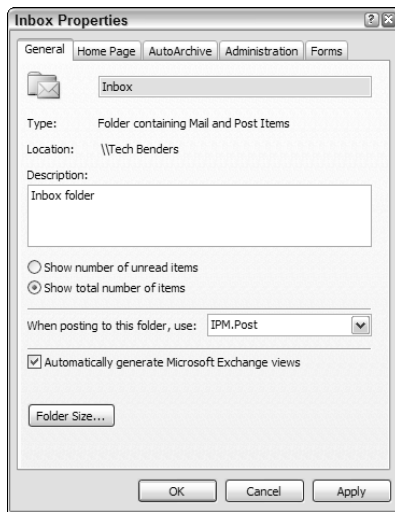 Inbox Properties
General Home Page AutoArchive Administration Forms
Inbox
Type: Folder containing Mail and Post Items
Location: \\Tech Benders
Description:
Inbox folder
Show number of unread items
Show total number of items
When posting to this folder, use: IPM.Post
Automatically generate Microsoft Exchange views
Folder Size...
OK Cancel Apply